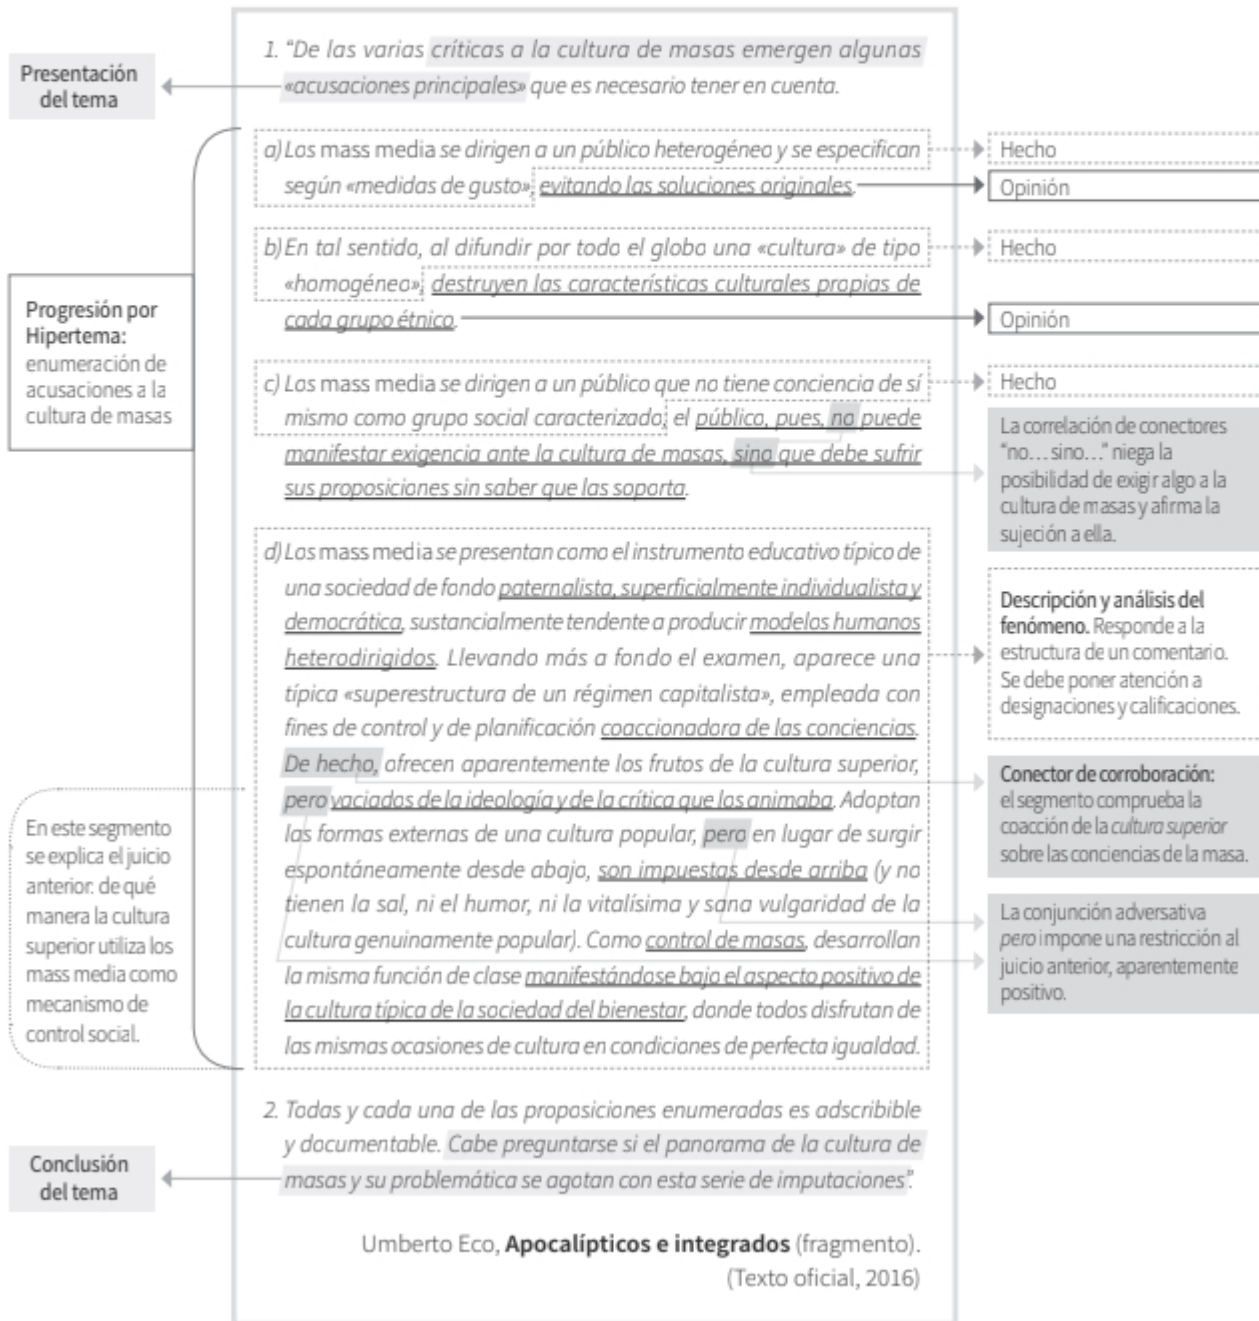 Presentación
del tema
1. “De las varias críticas a la cultura de masas emergen algunas
«acusaciones principales» que es necesario tener en cuenta.
Progresión por
Hipertema:
enumeración de
acusaciones a la
cultura de masas
a) Los mass media se dirigen a un público heterogéneo y se especifican
según «medidas de gusto», evitando las soluciones originales.
Hecho
Opinión
b) En tal sentido, al difundir por todo el globo una «cultura» de tipo
«homogéneo», destruyen las características culturales propias de
cada grupo étnico.
Hecho
Opinión
c) Los mass media se dirigen a un público que no tiene conciencia de sí
mismo como grupo social caracterizado; el público, pues, no puede
manifestar exigencia ante la cultura de masas, sino que debe sufrir
sus proposiciones sin saber que las soporta.
Hecho
La correlación de conectores
“no... sino...” niega la
posibilidad de exigir algo a la
cultura de masas y afirma la
sujeción a ella.
d) Los mass media se presentan como el instrumento educativo típico de
una sociedad de fondo paternalista, superficialmente individualista y
democrática, sustancialmente tendente a producir modelos humanos
heterodirigidos. Llevando más a fondo el examen, aparece una
típica «superestructura de un régimen capitalista», empleada con
fines de control y de planificación coaccionadora de las conciencias.
De hecho, ofrecen aparentemente los frutos de la cultura superior,
pero vaciados de la ideología y de la crítica que los animaba. Adoptan
las formas externas de una cultura popular, pero en lugar de surgir
espontáneamente desde abajo, son impuestas desde arriba (y no
tienen la sal, ni el humor, ni la vitalísima y sana vulgaridad de la
cultura genuinamente popular). Como control de masas, desarrollan
la misma función de clase manifestándose bajo el aspecto positivo de
la cultura típica de la sociedad del bienestar, donde todos disfrutan de
las mismas ocasiones de cultura en condiciones de perfecta igualdad.
Descripción y análisis del
fenómeno. Responde a la
estructura de un comentario.
Se debe poner atención a
designaciones y calificaciones.
Conector de corroboración:
el segmento comprueba la
coacción de la cultura superior
sobre las conciencias de la masa.
La conjunción adversativa
pero impone una restricción al
juicio anterior, aparentemente
positivo.
En este segmento
se explica el juicio
anterior: de qué
manera la cultura
superior utiliza los
mass media como
mecanismo de
control social.
2. Todas y cada una de las proposiciones enumeradas es adscribible
y documentable. Cabe preguntarse si el panorama de la cultura de
masas y su problemática se agotan con esta serie de imputaciones”.
Conclusión
del tema
Umberto Eco, Apocalípticos e integrados (fragmento).
(Texto oficial, 2016)